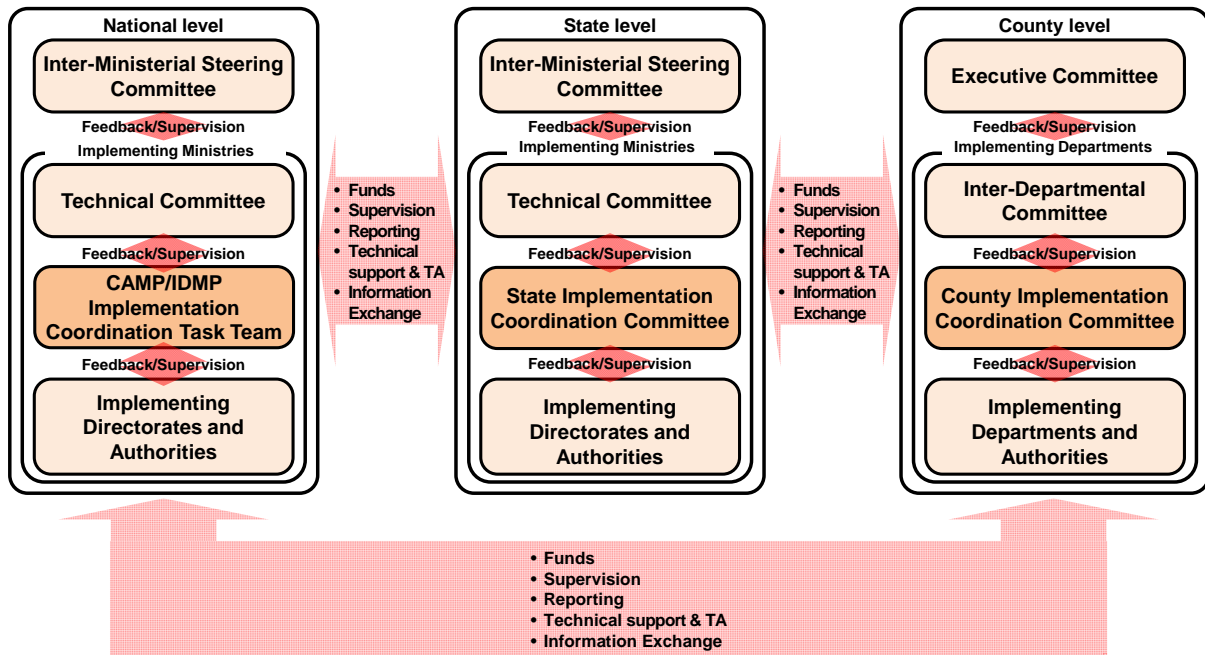 National level
Inter-Ministerial Steering
Committee
Feedback/Supervision
Implementing Ministries
Technical Committee
Feedback/Supervision
CAMP/IDMP
Implementation
Coordination Task Team
Feedback/Supervision
Implementing
Directorates and
Authorities
• Funds
• Supervision
• Reporting
• Technical
support & TA
• Information
Exchange
State level
Inter-Ministerial Steering
Committee
Feedback/Supervision
Implementing Ministries
Technical Committee
Feedback/Supervision
State Implementation
Coordination Committee
Feedback/Supervision
Implementing
Directorates and
Authorities
• Funds
• Supervision
• Reporting
• Technical
support & TA
• Information
Exchange
County level
Executive Committee
Feedback/Supervision
Implementing Departments
Inter-Departmental
Committee
Feedback/Supervision
County Implementation
Coordination Committee
Feedback/Supervision
Implementing
Departments and
Authorities
• Funds
• Supervision
• Reporting
• Technical support & TA
• Information Exchange